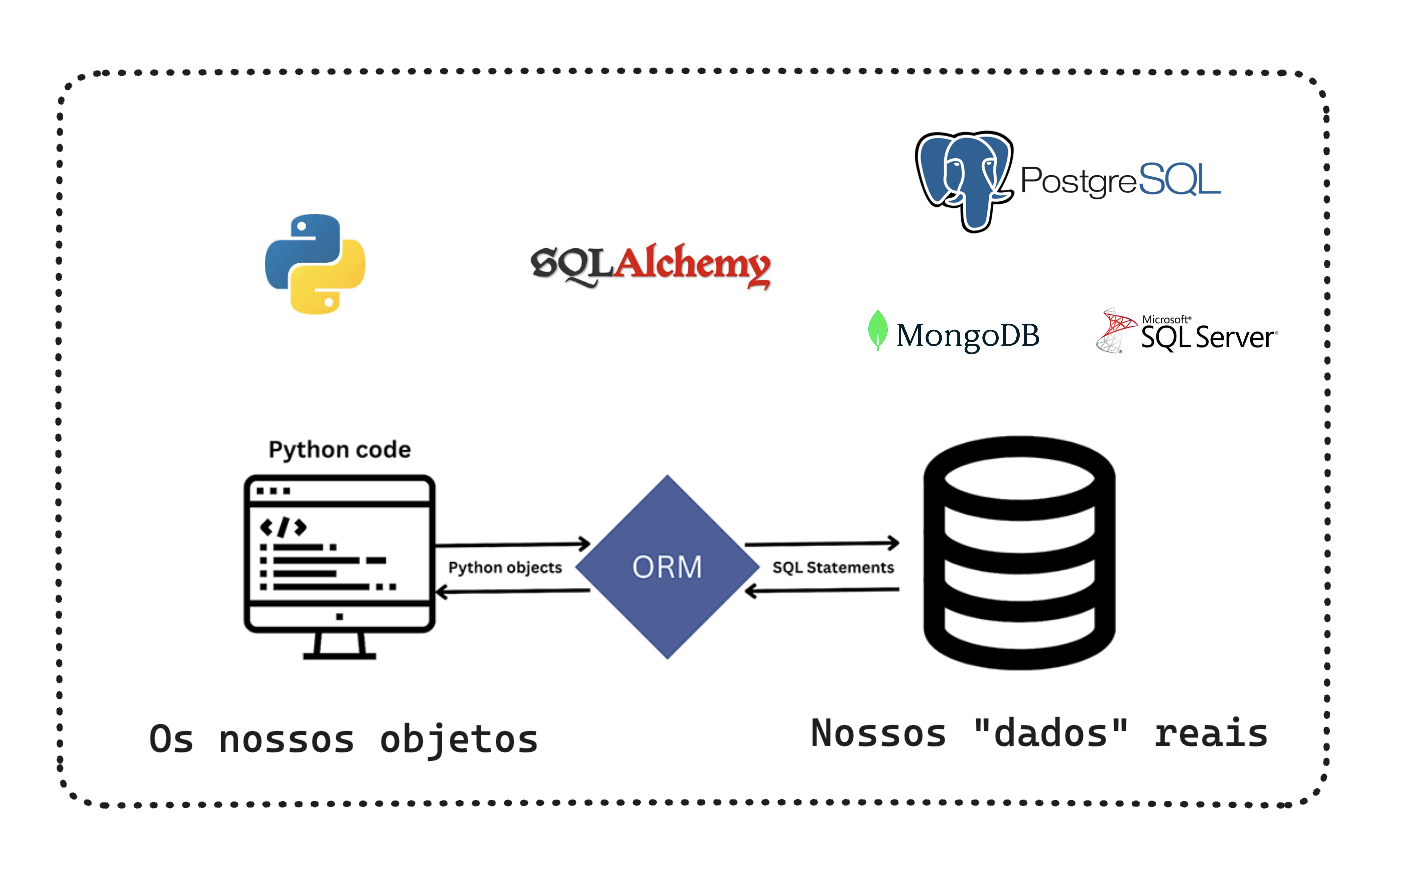 PostgreSQL
SQLAlchemy
MongoDB
Microsoft®
SQL Server®
Python code
</>
Python objects
ORM
SQL Statements
Os nossos objetos
Nossos "dados" reais